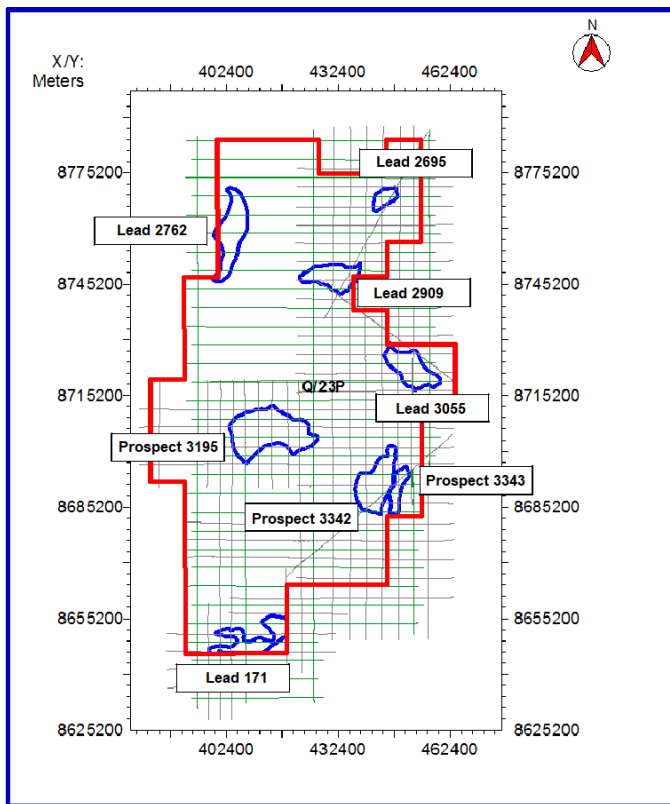 N
X/Y:
Meters
402400 432400 462400
8775200 8775200
Lead 2695
Lead 2762
8745200 8745200
Lead 2909
Q/23P
8715200 8715200
Lead 3055
Prospect 3195
Prospect 3343
8685200 8685200
Prospect 3342
8655200 8655200
Lead 171
8625200 8625200
402400 432400 462400